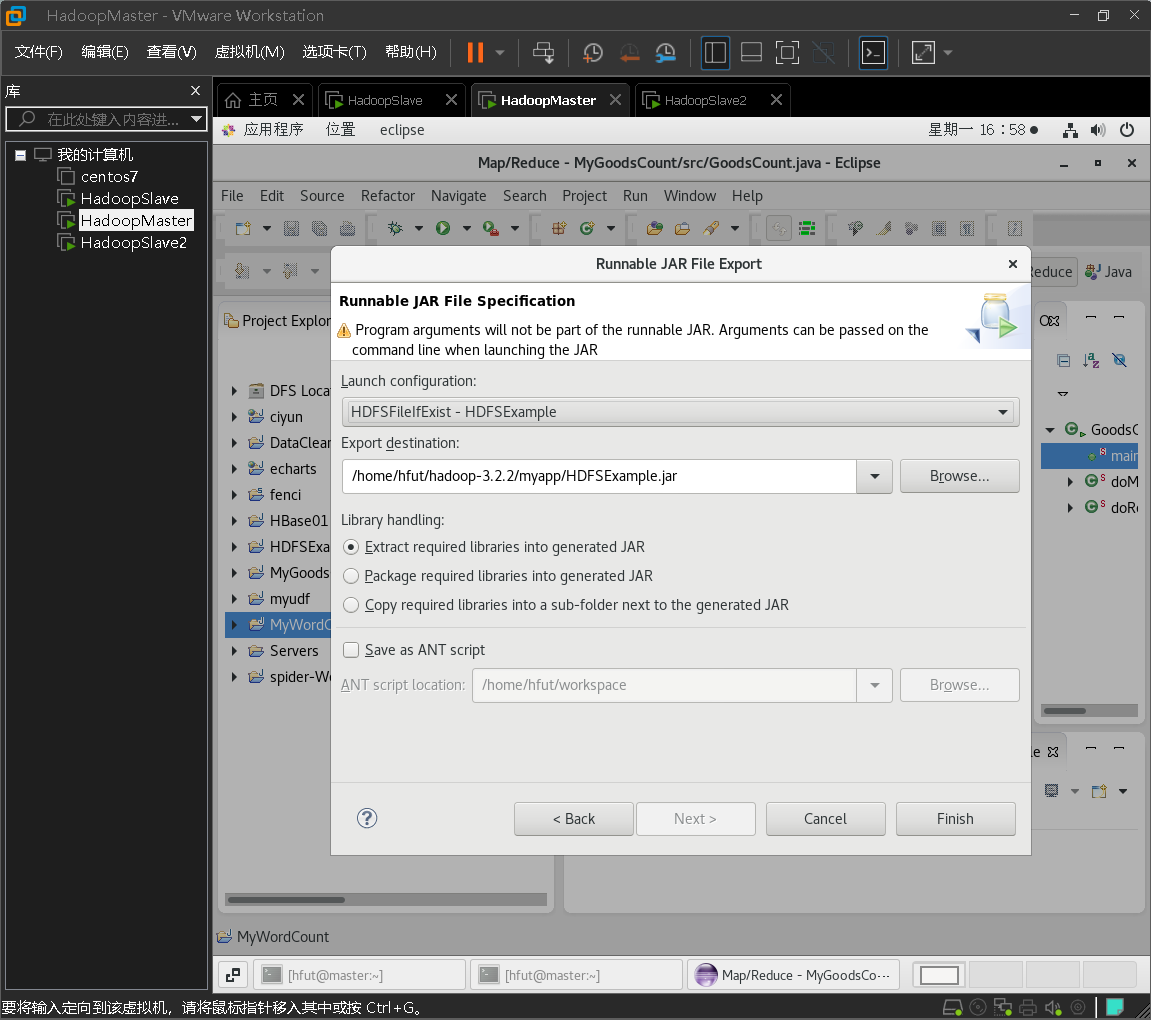 HadoopMaster - VMware Workstation
文件(F) 编辑(E) 查看(V) 虚拟机(M) 选项卡(T) 帮助(H)
库
在此处键入内容进...
我的计算机
centos7
HadoopSlave
HadoopMaster
HadoopSlave2
主页 HadoopSlave HadoopMaster HadoopSlave2
应用程序 位置 eclipse 星期一 16：58
Map/Reduce - MyGoodsCount/src/GoodsCount.java - Eclipse
File Edit Source Refactor Navigate Search Project Run Window Help
Reduce Java
Project Explor
DFS Loca
ciyun
DataClean
echarts
fenci
HBase01
HDFSExa
MyGoods
myudf
MyWordC
Servers
spider-Wo
Runnable JAR File Export
Runnable JAR File Specification
Program arguments will not be part of the runnable JAR. Arguments can be passed on the
command line when launching the JAR
Launch configuration:
HDFSFileIfExist - HDFSExample
Export destination:
/home/hfut/hadoop-3.2.2/myapp/HDFSExample.jar Browse...
Library handling:
Extract required libraries into generated JAR
Package required libraries into generated JAR
Copy required libraries into a sub-folder next to the generated JAR
Save as ANT script
ANT script location: /home/hfut/workspace Browse...
< Back Next > Cancel Finish
GoodsC
main
doM
doRe
MyWordCount
[hfut@master:~] [hfut@master:~] Map/Reduce - MyGoodsCo···
要将输入定向到该虚拟机，请将鼠标指针移入其中或按 Ctrl+G。